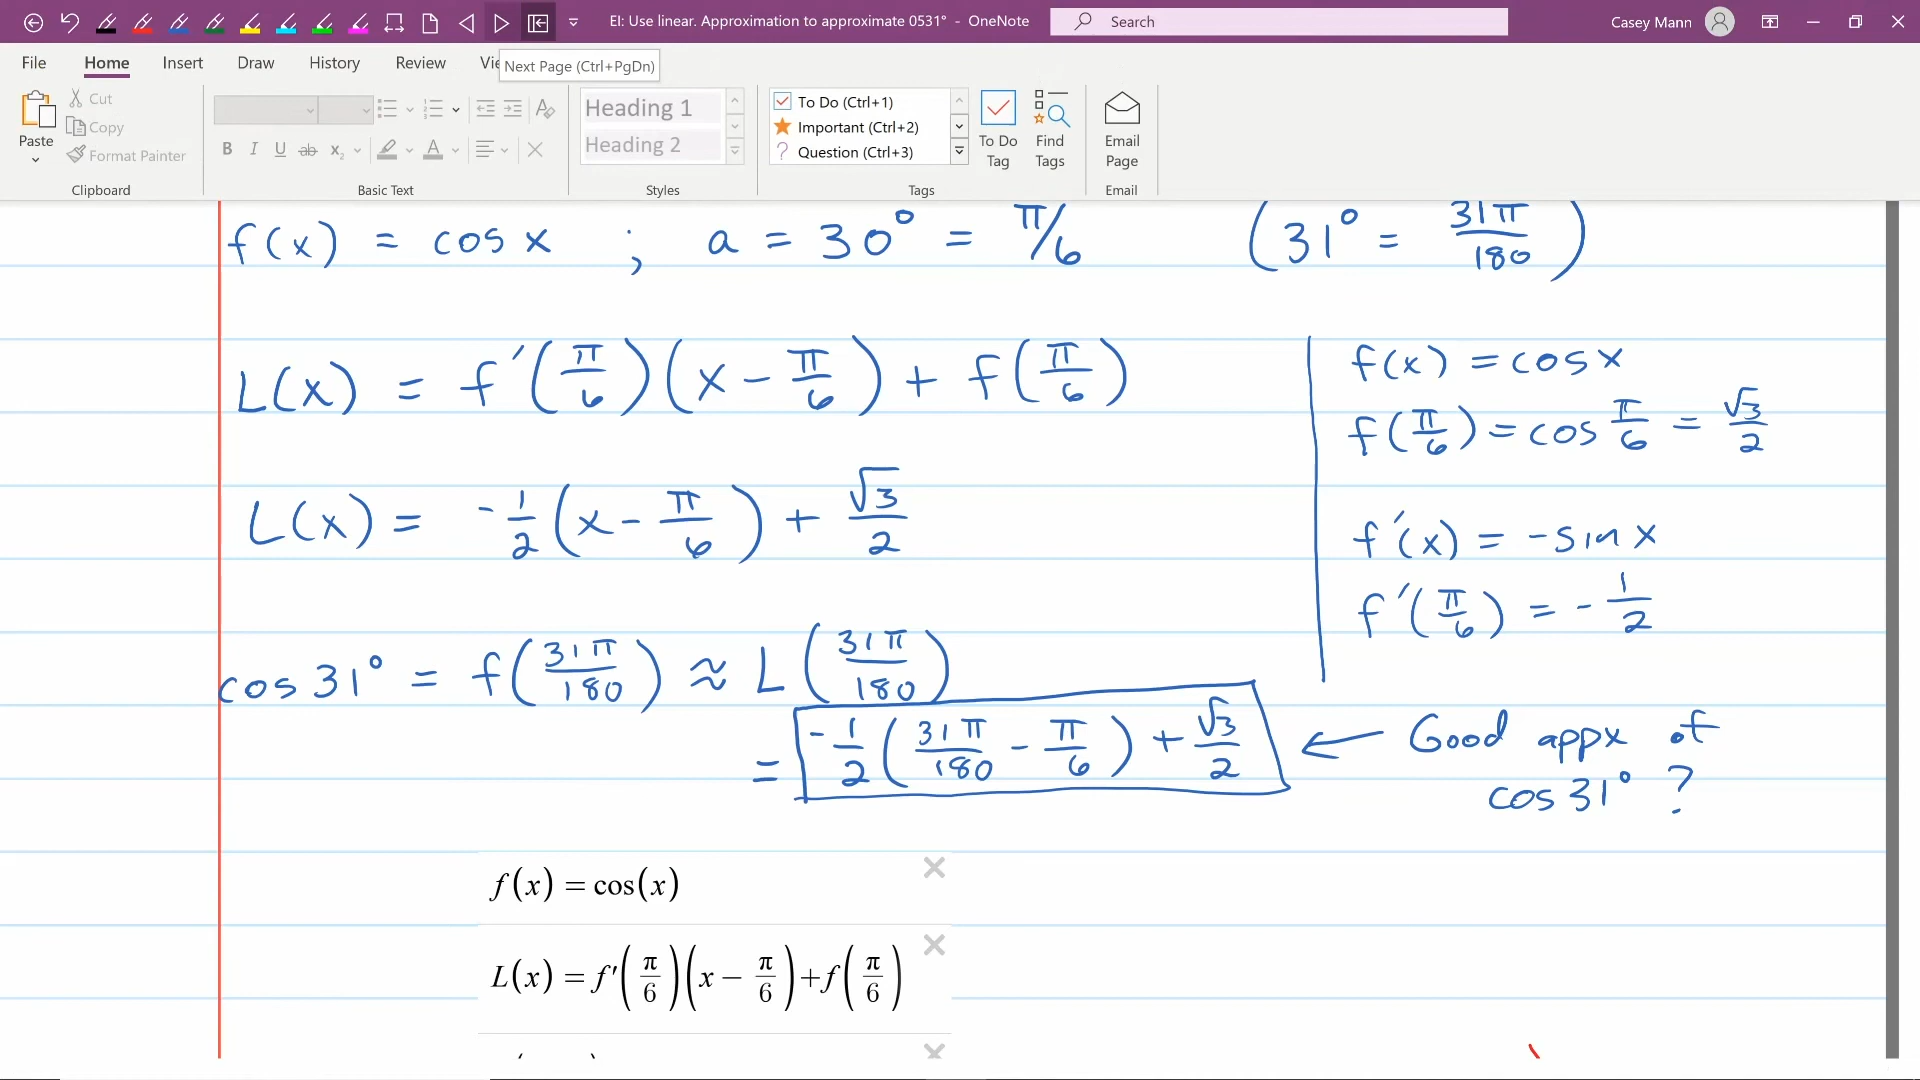 EI: Use linear. Approximation to approximate 0531° - OneNote
Search
Casey Mann
File Home Insert Draw History Review Vi
Next Page (Ctrl+PgDn)
Paste
Cut
Copy
Format Painter
Clipboard
B I U ab x₂ A
Basic Text
Heading 1
Heading 2
Styles
To Do (Ctrl+1)
Important (Ctrl+2)
Question (Ctrl+3)
Tags
To Do Tag
Find Tags
Email Page
Email
f(x) = cos x ; a = 30° = π/6 (31° = 31π/180)
L(x) = f′(π/6)(x - π/6) + f(π/6)
L(x) = -1/2(x - π/6) + √3/2
cos 31° = f(31π/180) ≈ L(31π/180)
= -1/2(31π/180 - π/6) + √3/2 ← Good appx of
cos 31° ?
f(x) = cos x
f(π/6) = cos π/6 = √3/2
f′(x) = -sin x
f′(π/6) = -1/2
f(x) = cos(x)
L(x) = f′(π/6)(x - π/6)+f(π/6)